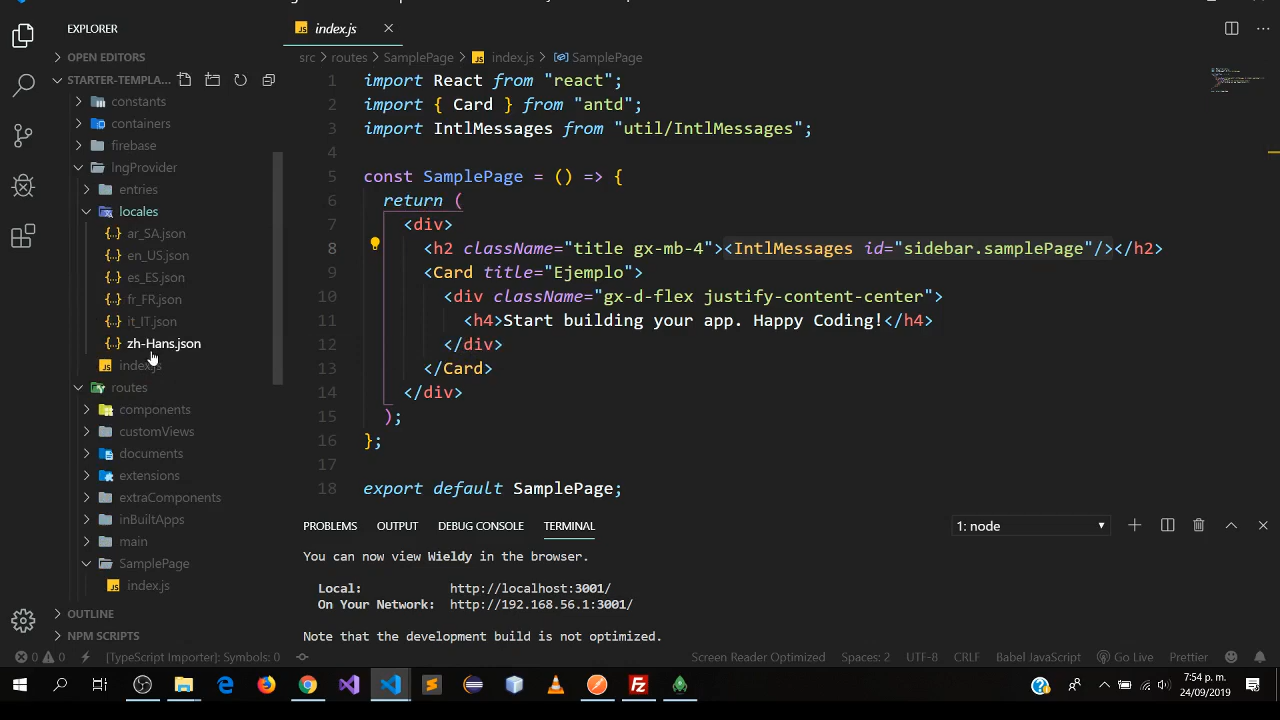 EXPLORER
OPEN EDITORS
STARTER-TEMPLA...
constants
containers
firebase
lngProvider
entries
locales
ar_SA.json
en_US.json
es_ES.json
fr_FR.json
it_IT.json
zh-Hans.json
index.js
routes
components
customViews
documents
extensions
extraComponents
inBuiltApps
main
SamplePage
index.js
OUTLINE
NPM SCRIPTS
index.js
src > routes > SamplePage > index.js > SamplePage
1 import React from "react";
2 import { Card } from "antd";
3 import IntlMessages from "util/IntlMessages";
4
5 const SamplePage = () => {
6 return (
7 <div>
8 <h2 className="title gx-mb-4"><IntlMessages id="sidebar.samplePage"/></h2>
9 <Card title="Ejemplo">
10 <div className="gx-d-flex justify-content-center">
11 <h4>Start building your app. Happy Coding!</h4>
12 </div>
13 </Card>
14 </div>
15 );
16 };
17
18 export default SamplePage;
PROBLEMS OUTPUT DEBUG CONSOLE TERMINAL 1: node
You can now view Wieldy in the browser.
Local: http://localhost:3001/
On Your Network: http://192.168.56.1:3001/
Note that the development build is not optimized.
0 0 [TypeScript Importer]: Symbols: 0 Screen Reader Optimized Spaces: 2 UTF-8 CRLF Babel JavaScript Go Live Prettier
7:54 p. m.
24/09/2019